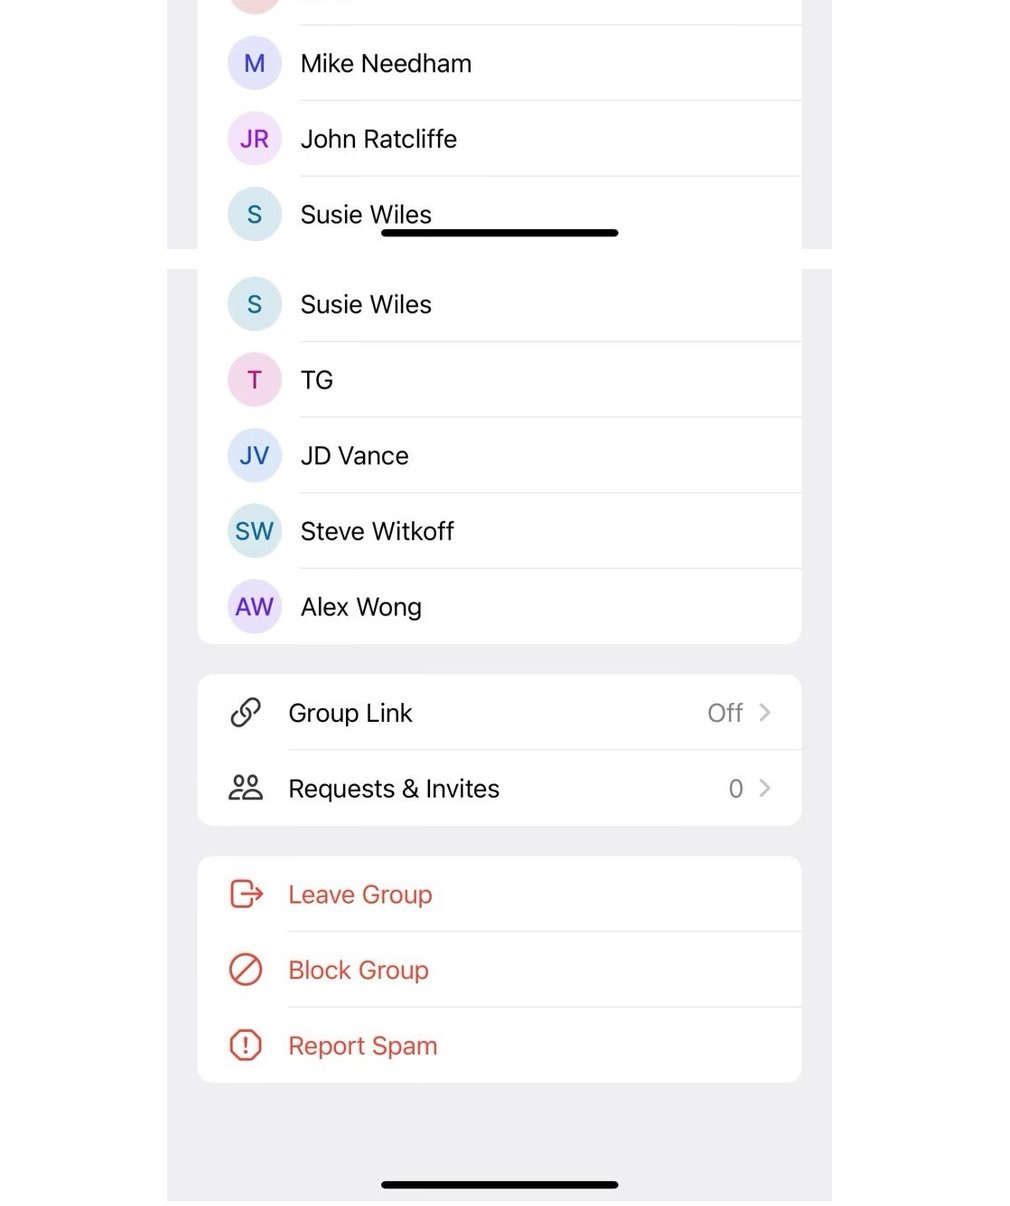 M Mike Needham
JR John Ratcliffe
S Susie Wiles
S Susie Wiles
T TG
JV JD Vance
SW Steve Witkoff
AW Alex Wong
Group Link Off
Requests & Invites 0
Leave Group
Block Group
Report Spam